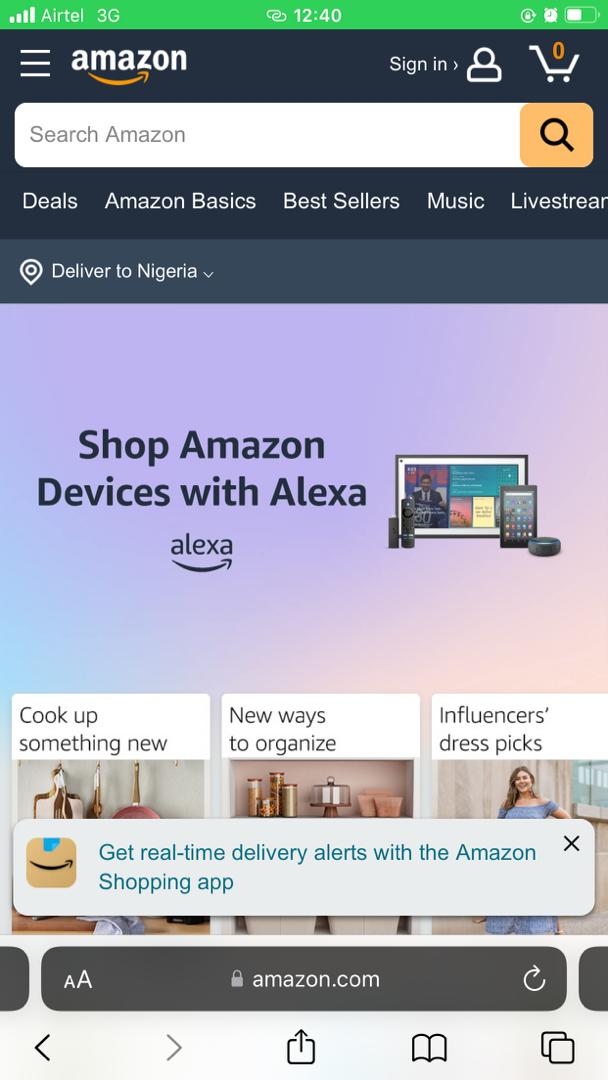 Airtel 3G 12:40
amazon Sign in › 0
Search Amazon
Deals Amazon Basics Best Sellers Music Livestrear
Deliver to Nigeria
Shop Amazon
Devices with Alexa
alexa
Cook up
something new
New ways
to organize
Influencers’
dress picks
Get real-time delivery alerts with the Amazon
Shopping app
AA amazon.com